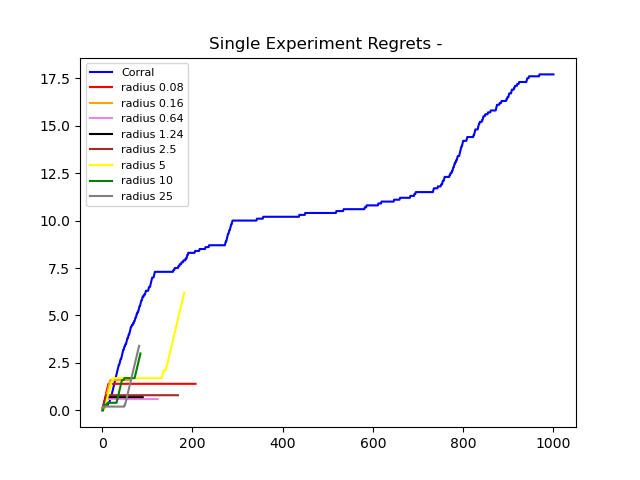 Single Experiment Regrets -
Corral
radius 0.08
radius 0.16
radius 0.64
radius 1.24
radius 2.5
radius 5
radius 10
radius 25
17.5
15.0
12.5
10.0
7.5
5.0
2.5
0.0
0 200 400 600 800 1000